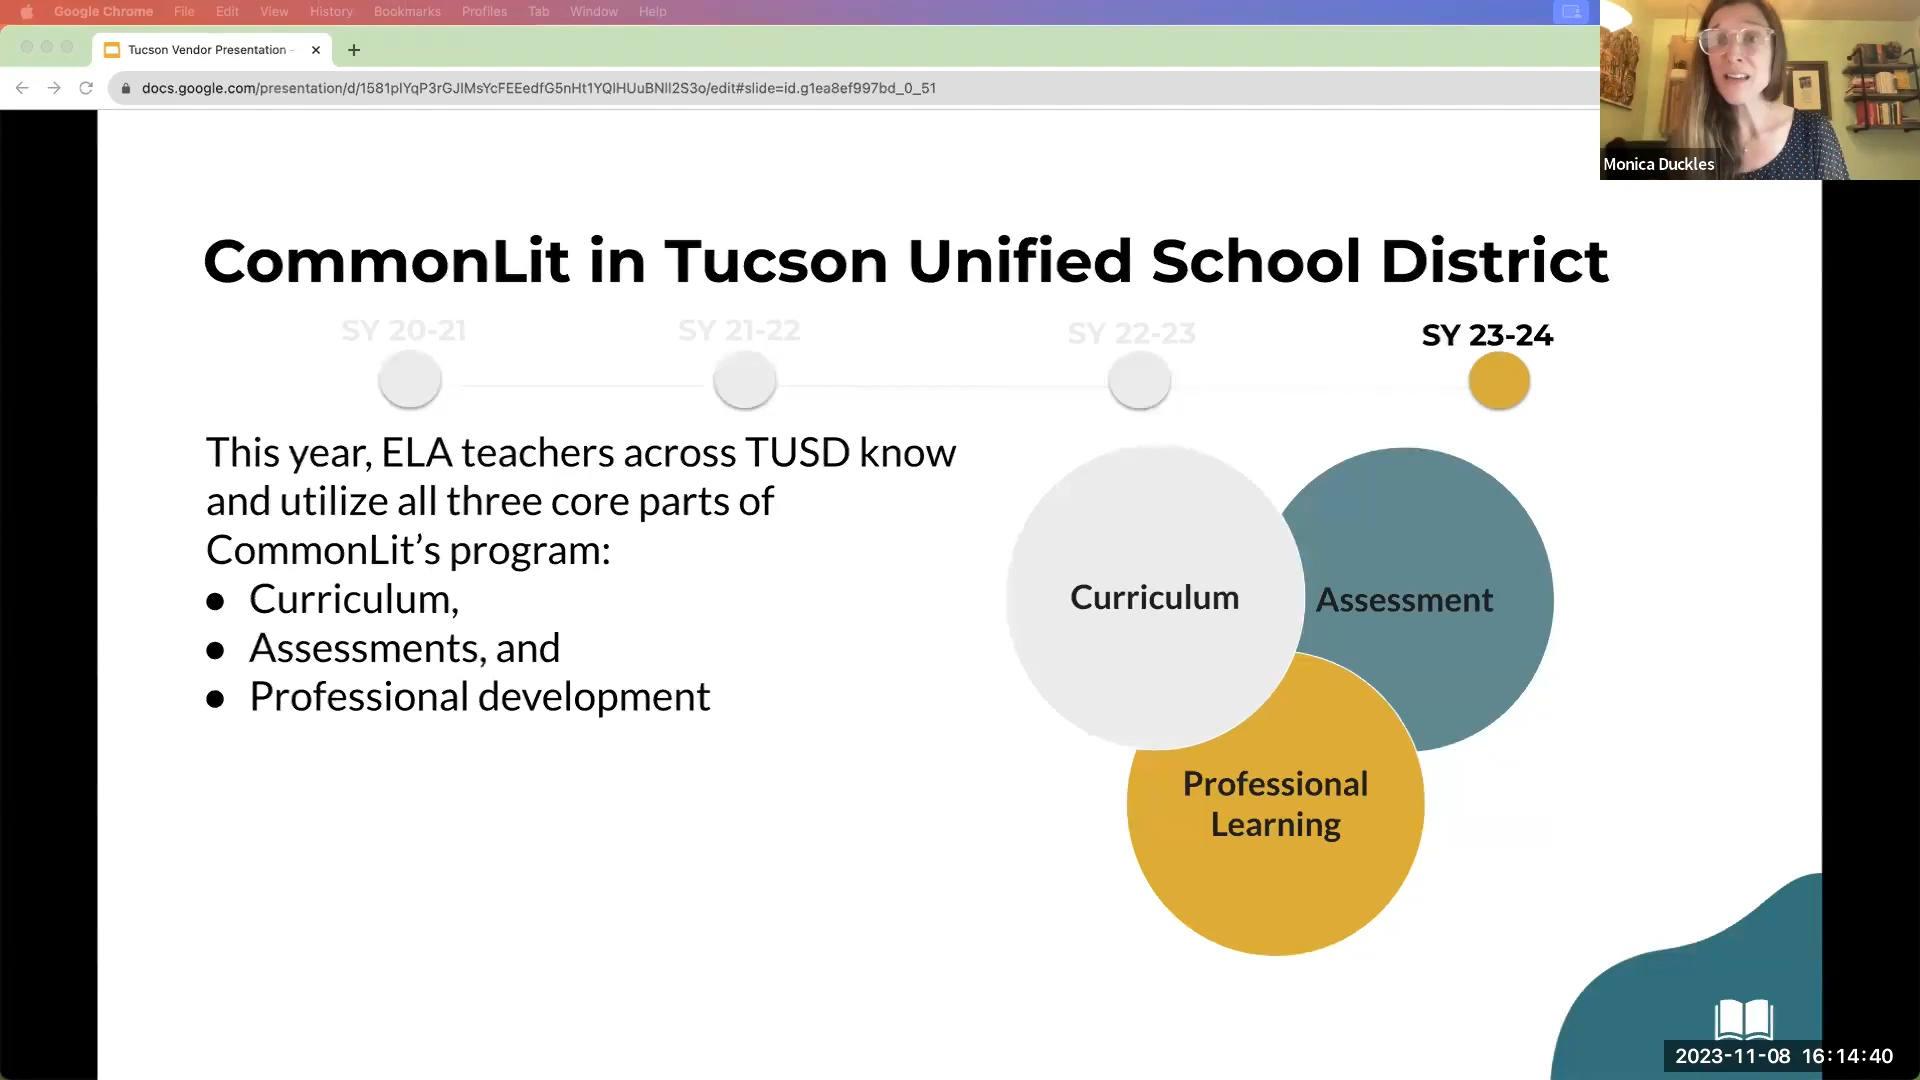 Google Chrome File Edit View History Bookmarks Profiles Tab Window Help
Tucson Vendor Presentation -
docs.google.com/presentation/d/1581pIYqP3rGJIMsYcFEEedfG5nHt1YQIHUuBNIl2S3o/edit#slide=id.g1ea8ef997bd_0_51
Monica Duckles
CommonLit in Tucson Unified School District
SY 20-21 SY 21-22 SY 22-23 SY 23-24
This year, ELA teachers across TUSD know
and utilize all three core parts of
CommonLit’s program:
● Curriculum,
● Assessments, and
● Professional development
Curriculum
Assessment
Professional
Learning
2023-11-08 16:14:40